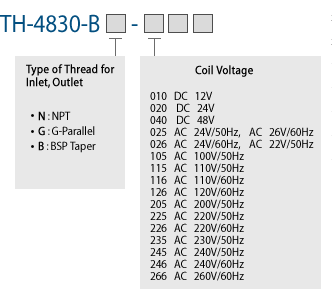 TH-4830-B □ - □ □ □
Type of Thread for
Inlet, Outlet
• N : NPT
• G : G-Parallel
• B : BSP Taper
Coil Voltage
010 DC 12V
020 DC 24V
040 DC 48V
025 AC 24V/50Hz, AC 26V/60Hz
026 AC 24V/60Hz, AC 22V/50Hz
105 AC 100V/50Hz
115 AC 110V/50Hz
116 AC 110V/60Hz
126 AC 120V/60Hz
205 AC 200V/50Hz
225 AC 220V/50Hz
226 AC 220V/60Hz
235 AC 230V/50Hz
245 AC 240V/50Hz
246 AC 240V/60Hz
266 AC 260V/60Hz